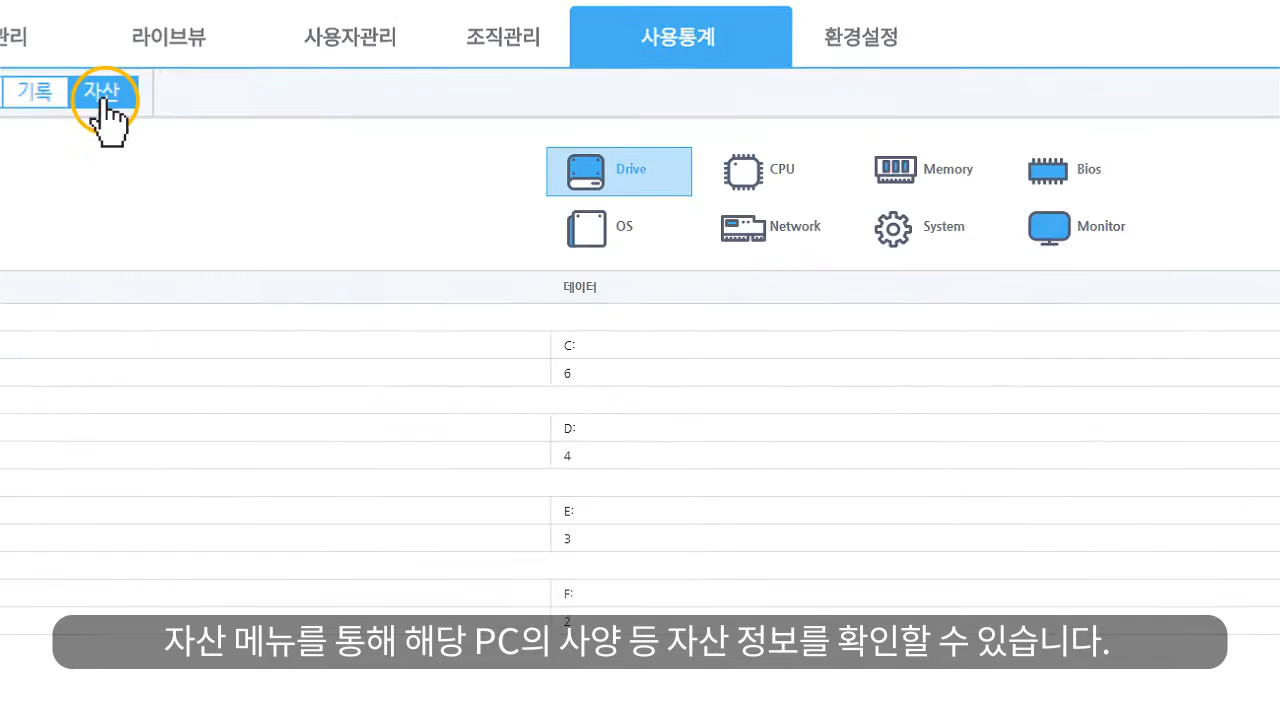 관리 라이브뷰 사용자관리 조직관리 사용통계 환경설정
기록 자산
Drive CPU Memory Bios
OS Network System Monitor
데이터
C:
6
D:
4
E:
3
F:
2
자산 메뉴를 통해 해당 PC의 사양 등 자산 정보를 확인할 수 있습니다.